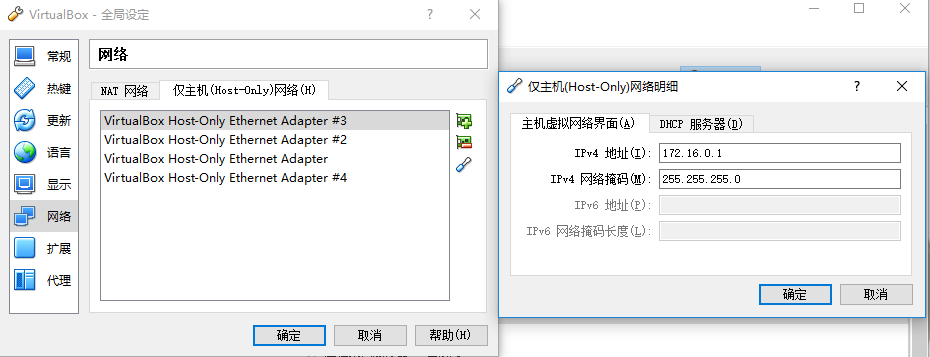 VirtualBox - 全局设定
常规
热键
更新
语言
显示
网络
扩展
代理
网络
NAT 网络
仅主机(Host-Only)网络(H)
VirtualBox Host-Only Ethernet Adapter #3
VirtualBox Host-Only Ethernet Adapter #2
VirtualBox Host-Only Ethernet Adapter
VirtualBox Host-Only Ethernet Adapter #4
确定
取消
帮助(H)
仅主机(Host-Only)网络明细
主机虚拟网络界面(A)
DHCP 服务器(D)
IPv4 地址(I): 172.16.0.1
IPv4 网络掩码(M): 255.255.255.0
IPv6 地址(P):
IPv6 网络掩码长度(L):
确定
取消